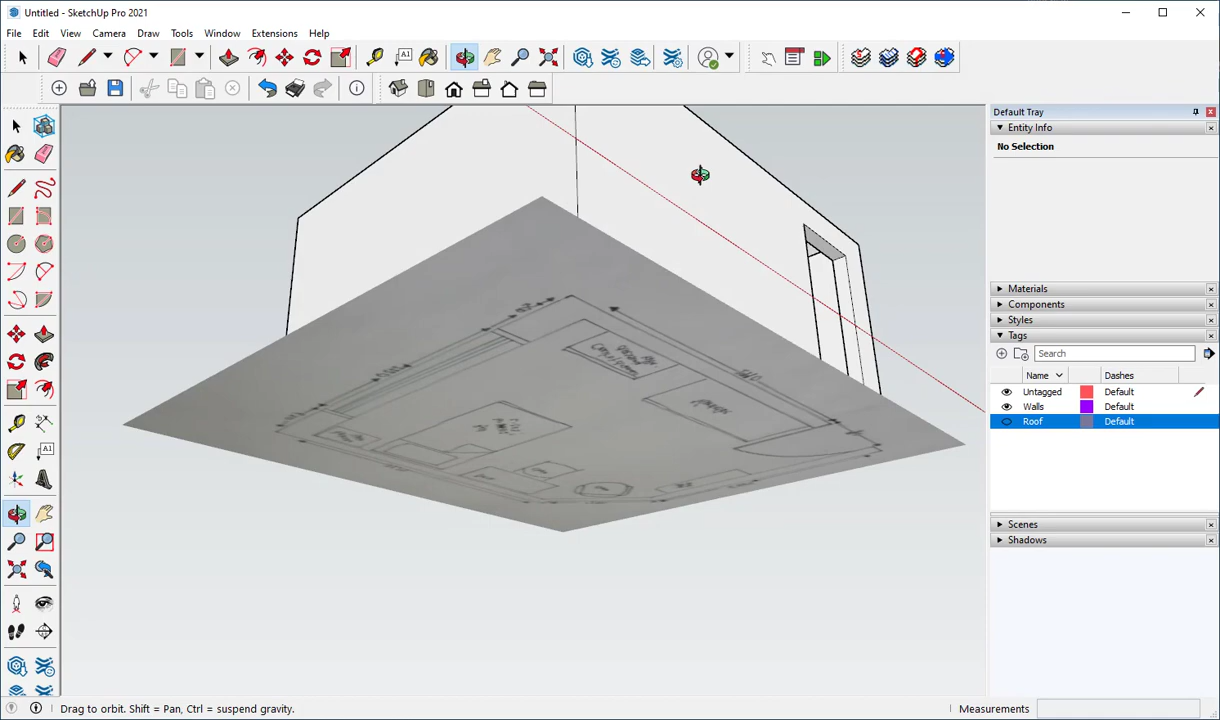 Untitled - SketchUp Pro 2021
File Edit View Camera Draw Tools Window Extensions Help
A1
Default Tray
Entity Info
No Selection
A1
Materials
Components
Styles
Tags
Search
Name Dashes
Untagged Default
Walls Default
Roof Default
Scenes
Shadows
Drag to orbit. Shift = Pan, Ctrl = suspend gravity.
Measurements